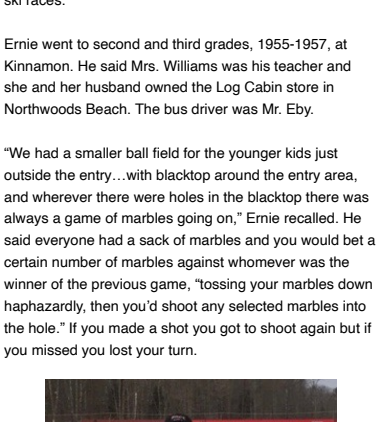 ski races.
Ernie went to second and third grades, 1955-1957, at
Kinnamon. He said Mrs. Williams was his teacher and
she and her husband owned the Log Cabin store in
Northwoods Beach. The bus driver was Mr. Eby.
“We had a smaller ball field for the younger kids just
outside the entry…with blacktop around the entry area,
and wherever there were holes in the blacktop there was
always a game of marbles going on,” Ernie recalled. He
said everyone had a sack of marbles and you would bet a
certain number of marbles against whomever was the
winner of the previous game, “tossing your marbles down
haphazardly, then you’d shoot any selected marbles into
the hole.” If you made a shot you got to shoot again but if
you missed you lost your turn.